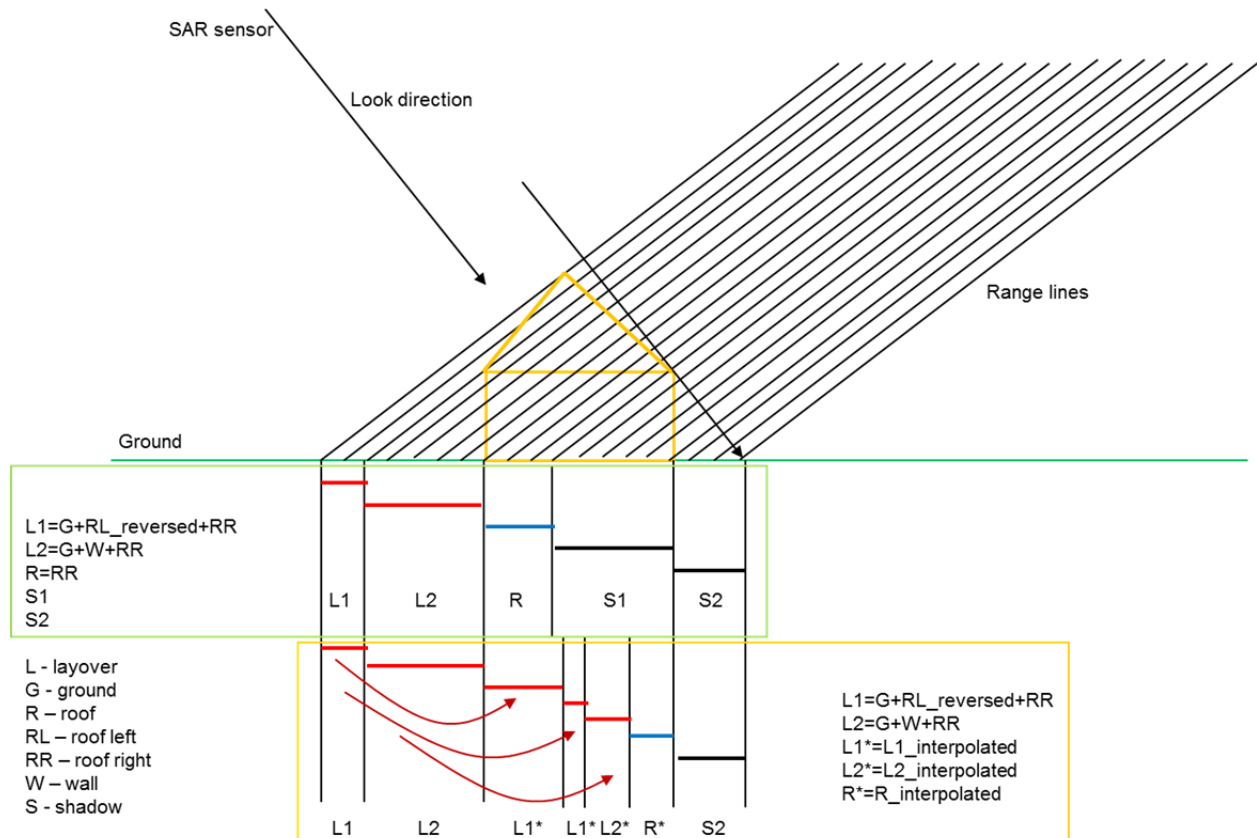 SAR sensor
Look direction
Range lines
Ground
L1=G+RL_reversed+RR
L2=G+W+RR
R=RR
S1
S2
L1 L2 R S1 S2
L - layover
G - ground
R – roof
RL – roof left
RR – roof right
W – wall
S - shadow
L1=G+RL_reversed+RR
L2=G+W+RR
L1*=L1_interpolated
L2*=L2_interpolated
R*=R_interpolated
L1 L2 L1* L1* L2* R* S2